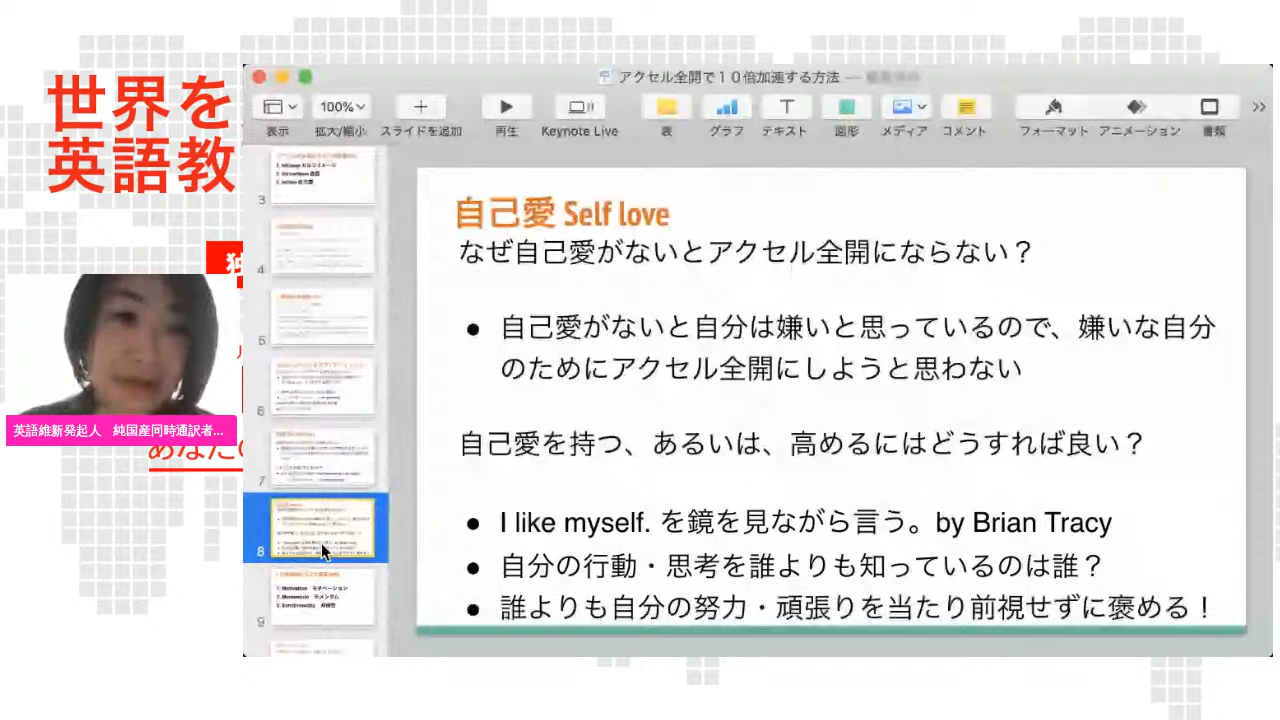 世界を
英語教
独
英語維新発起人 純国産同時通訳者...
あなたの
アクセル全開で１０倍加速する方法 —
100%
表示
拡大/縮小
スライドを追加
再生
Keynote Live
表
グラフ
テキスト
図形
メディア
コメント
フォーマット
アニメーション
書類
3
4
5
6
7
8
9
自己愛 Self love
なぜ自己愛がないとアクセル全開にならない？
● 自己愛がないと自分は嫌いと思っているので、嫌いな自分
のためにアクセル全開にしようと思わない
自己愛を持つ、あるいは、高めるにはどうすれば良い？
● I like myself. を鏡を見ながら言う。by Brian Tracy
● 自分の行動・思考を誰よりも知っているのは誰？
● 誰よりも自分の努力・頑張りを当たり前視せずに褒める！